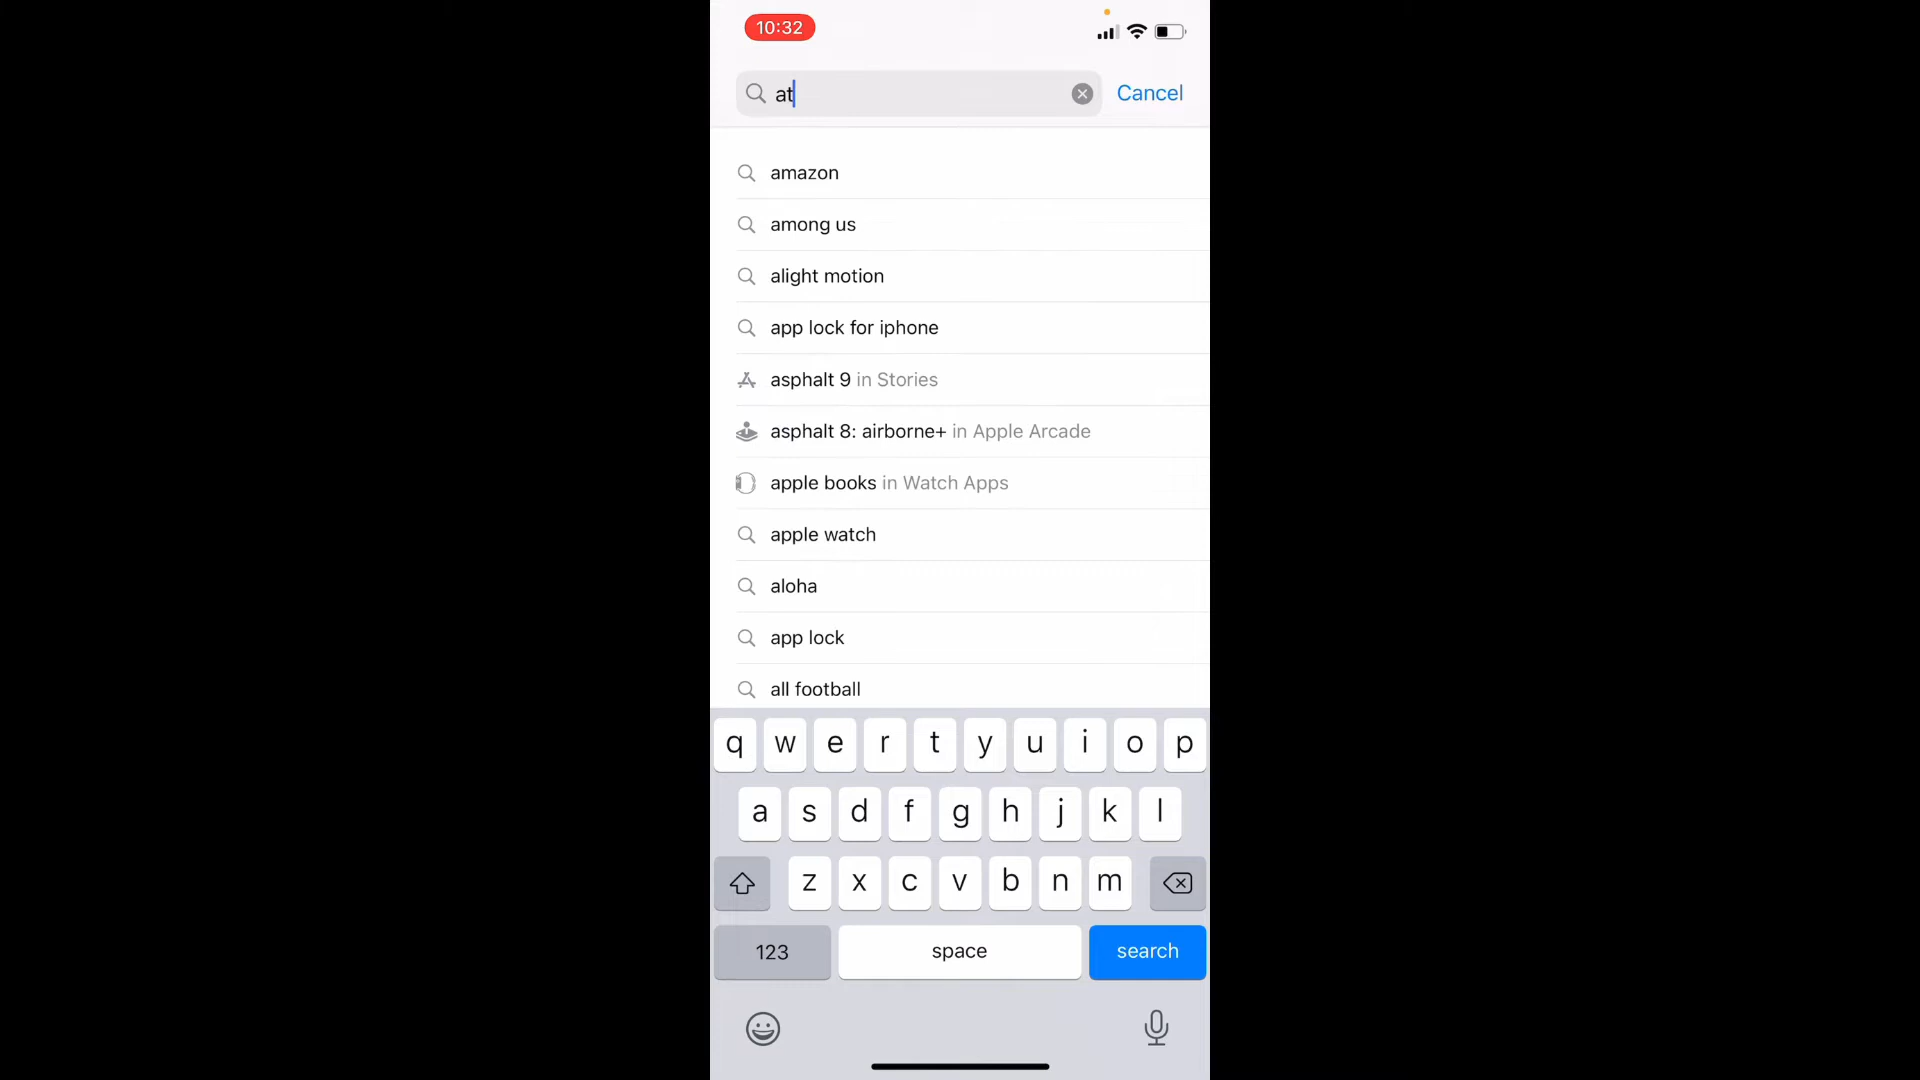 10:32
at
Cancel
amazon
among us
alight motion
app lock for iphone
asphalt 9 in Stories
asphalt 8: airborne+ in Apple Arcade
apple books in Watch Apps
apple watch
aloha
app lock
all football
q w e r t y u i o p
a s d f g h j k l
z x c v b n m
123 space search